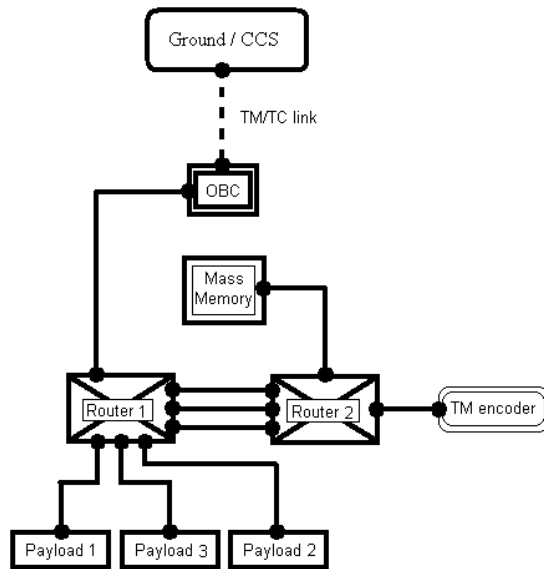 Ground / CCS
TM/TC link
OBC
Mass
Memory
Router 1
Router 2
TM encoder
Payload 1
Payload 3
Payload 2